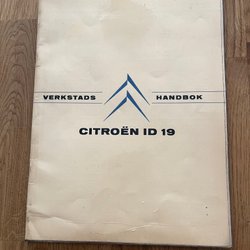 VERKSTADS HANDBOK
CITROËN ID 19